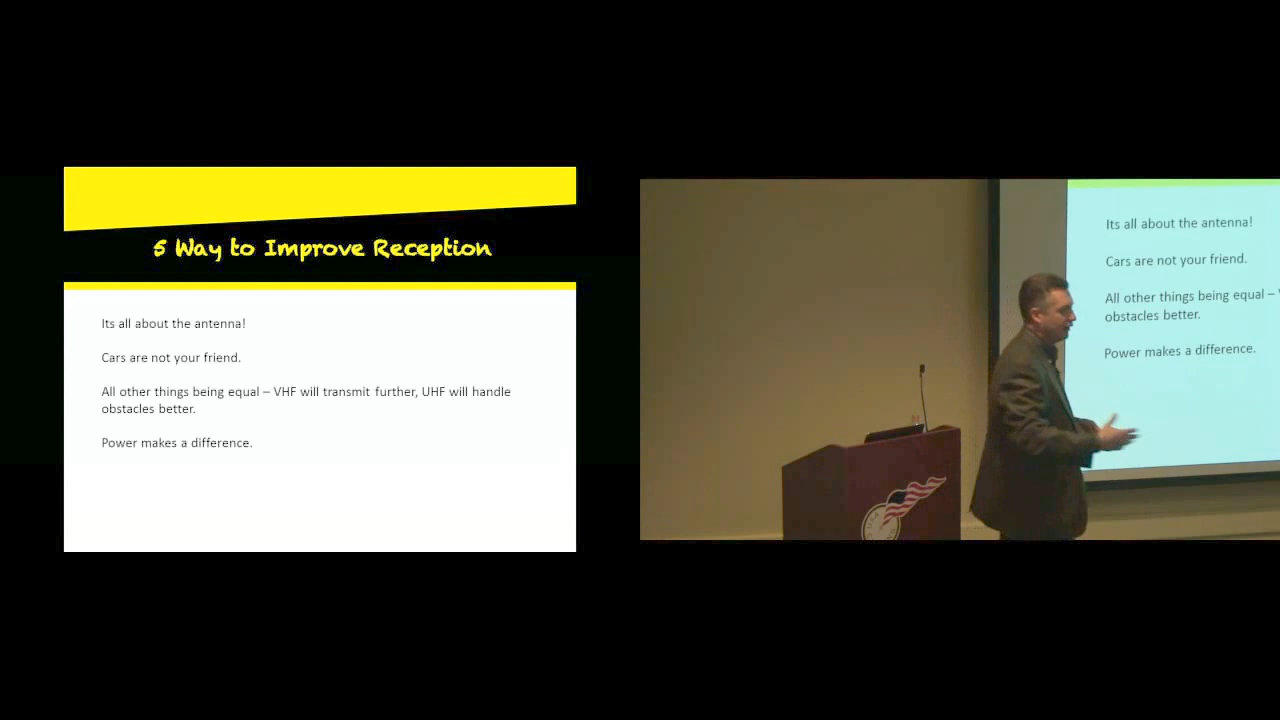 5 Way to Improve Reception
Its all about the antenna!
Cars are not your friend.
All other things being equal – VHF will transmit further, UHF will handle
obstacles better.
Power makes a difference.
Its all about the antenna!
Cars are not your friend.
All other things being equal –
obstacles better.
Power makes a difference.
USA